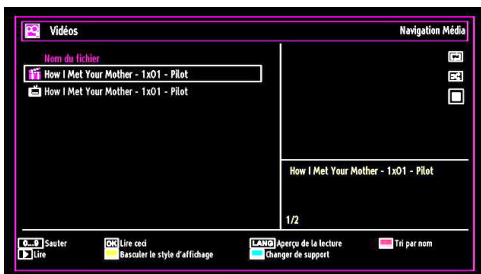 Vidéos Navigation Média
Nom du fichier
How I Met Your Mother - 1x01 - Pilot
How I Met Your Mother - 1x01 - Pilot
How I Met Your Mother - 1x01 - Pilot
1/2
0...9 Sauter OK Lire ceci LANG Aperçu de la lecture Tri par nom
Lire Basculer le style d'affichage Changer de support